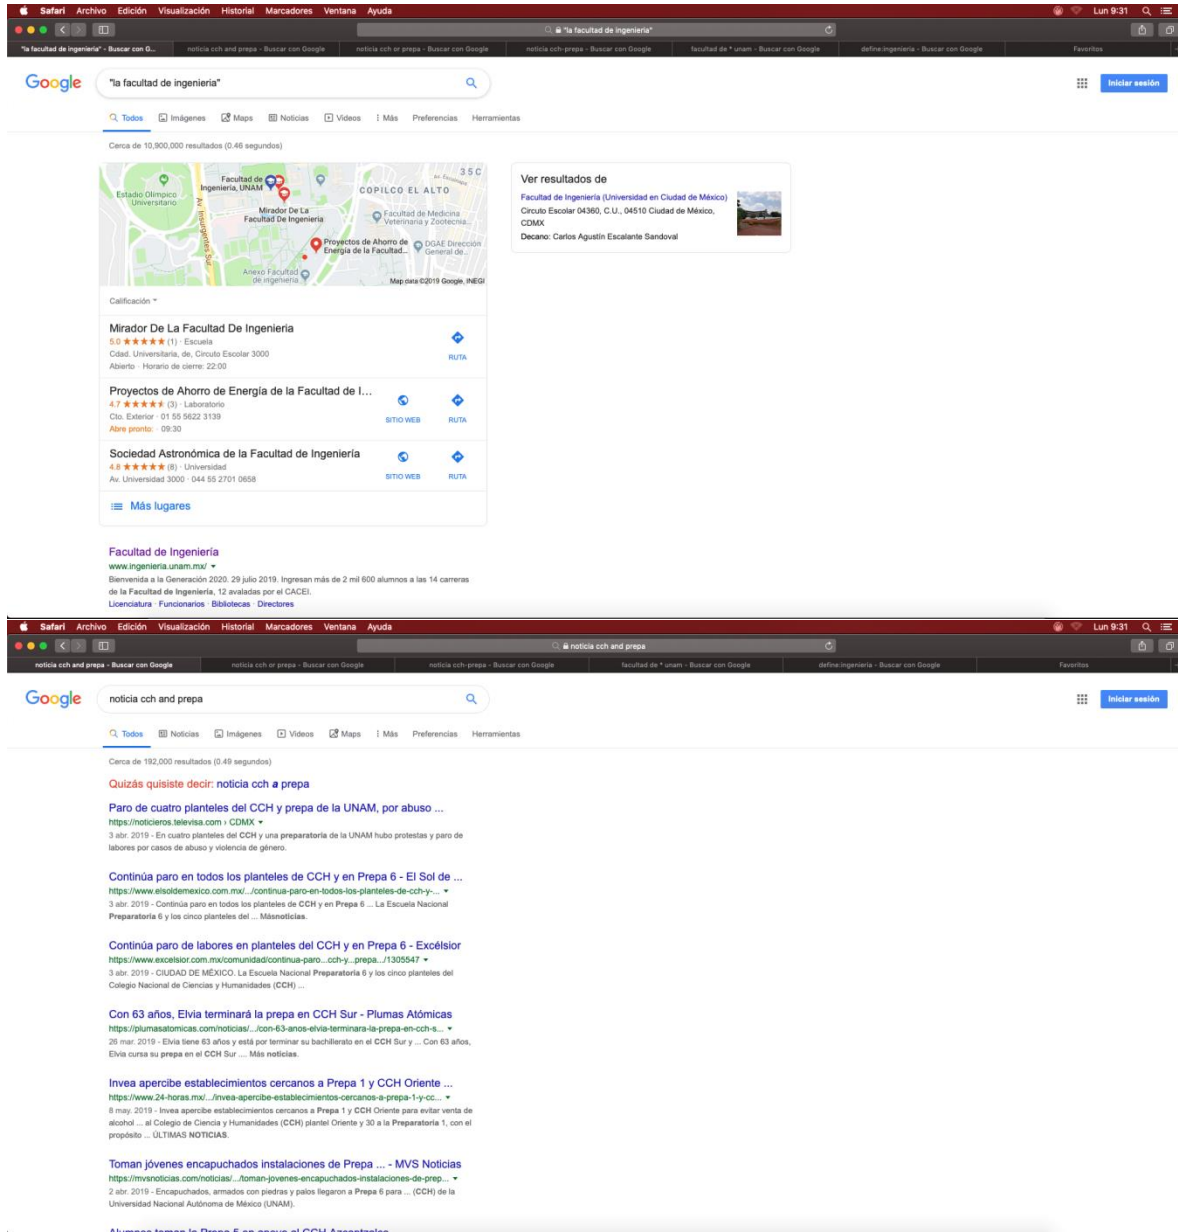 Safari Archivo Edición Visualización Historial Marcadores Ventana Ayuda Lun 9:31
"la facultad de ingenieria"
"la facultad de ingenieria" - Buscar con G... noticia cch and prepa - Buscar con Google noticia cch or prepa - Buscar con Google noticia cch-prepa - Buscar con Google facultad de * unam - Buscar con Google define:ingenieria - Buscar con Google Favoritos
Google "la facultad de ingenieria" Iniciar sesión
Todos Imágenes Maps Noticias Videos Más Preferencias Herramientas
Cerca de 10,900,000 resultados (0.46 segundos)
Estadio Olímpico Universitario
Av. Insurgentes Sur
Facultad de Ingeniería, UNAM
COPILCO EL ALTO
35 C
Mirador De La Facultad De Ingenieria
Facultad de Medicina Veterinaria y Zootecnia...
Proyectos de Ahorro de Energía de la Facultad...
DGAE Dirección General de...
Anexo Facultad de ingeniería
Map data ©2019 Google, INEGI
Ver resultados de
Facultad de Ingeniería (Universidad en Ciudad de México)
Circuito Escolar 04360, C.U., 04510 Ciudad de México,
CDMX
Decano: Carlos Agustín Escalante Sandoval
Calificación
Mirador De La Facultad De Ingenieria
5.0 (1) · Escuela
Cdad. Universitaria, de, Circuto Escolar 3000
Abierto · Horario de cierre: 22:00
RUTA
Proyectos de Ahorro de Energía de la Facultad de I...
4.7 (3) · Laboratorio
Cto. Exterior · 01 55 5622 3139
Abre pronto: · 09:30
SITIO WEB RUTA
Sociedad Astronómica de la Facultad de Ingeniería
4.8 (8) · Universidad
Av. Universidad 3000 · 044 55 2701 0658
SITIO WEB RUTA
Más lugares
Facultad de Ingeniería
www.ingenieria.unam.mx/
Bienvenida a la Generación 2020. 29 julio 2019. Ingresan más de 2 mil 600 alumnos a las 14 carreras
de la Facultad de Ingeniería, 12 avaladas por el CACEI.
Licenciatura · Funcionarios · Bibliotecas · Directores
Safari Archivo Edición Visualización Historial Marcadores Ventana Ayuda Lun 9:31
noticia cch and prepa
noticia cch and prepa - Buscar con Google noticia cch or prepa - Buscar con Google noticia cch-prepa - Buscar con Google facultad de * unam - Buscar con Google define:ingenieria - Buscar con Google Favoritos
Google noticia cch and prepa Iniciar sesión
Todos Noticias Imágenes Videos Maps Más Preferencias Herramientas
Cerca de 192,000 resultados (0.49 segundos)
Quizás quisiste decir: noticia cch a prepa
Paro de cuatro planteles del CCH y prepa de la UNAM, por abuso ...
https://noticieros.televisa.com › CDMX
3 abr. 2019 - En cuatro planteles del CCH y una preparatoria de la UNAM hubo protestas y paro de
labores por casos de abuso y violencia de género.
Continúa paro en todos los planteles de CCH y en Prepa 6 - El Sol de ...
https://www.elsoldemexico.com.mx/.../continua-paro-en-todos-los-planteles-de-cch-y-...
3 abr. 2019 - Continúa paro en todos los planteles de CCH y en Prepa 6 ... La Escuela Nacional
Preparatoria 6 y los cinco planteles del ... Másnoticias.
Continúa paro de labores en planteles del CCH y en Prepa 6 - Excélsior
https://www.excelsior.com.mx/comunidad/continua-paro...cch-y...prepa.../1305547
3 abr. 2019 - CIUDAD DE MÉXICO. La Escuela Nacional Preparatoria 6 y los cinco planteles del
Colegio Nacional de Ciencias y Humanidades (CCH) ...
Con 63 años, Elvia terminará la prepa en CCH Sur - Plumas Atómicas
https://plumasatomicas.com/noticias/.../con-63-anos-elvia-terminara-la-prepa-en-cch-s...
26 mar. 2019 - Elvia tiene 63 años y está por terminar su bachillerato en el CCH Sur y ... Con 63 años,
Elvia cursa su prepa en el CCH Sur .... Más noticias.
Invea apercibe establecimientos cercanos a Prepa 1 y CCH Oriente ...
https://www.24-horas.mx/.../invea-apercibe-establecimientos-cercanos-a-prepa-1-y-cc...
8 may. 2019 - Invea apercibe establecimientos cercanos a Prepa 1 y CCH Oriente para evitar venta de
alcohol ... al Colegio de Ciencia y Humanidades (CCH) plantel Oriente y 30 a la Preparatoria 1, con el
propósito ... ÚLTIMAS NOTICIAS.
Toman jóvenes encapuchados instalaciones de Prepa ... - MVS Noticias
https://mvsnoticias.com/noticias/.../toman-jovenes-encapuchados-instalaciones-de-prep...
2 abr. 2019 - Encapuchados, armados con piedras y palos llegaron a Prepa 6 para ... (CCH) de la
Universidad Nacional Autónoma de México (UNAM).